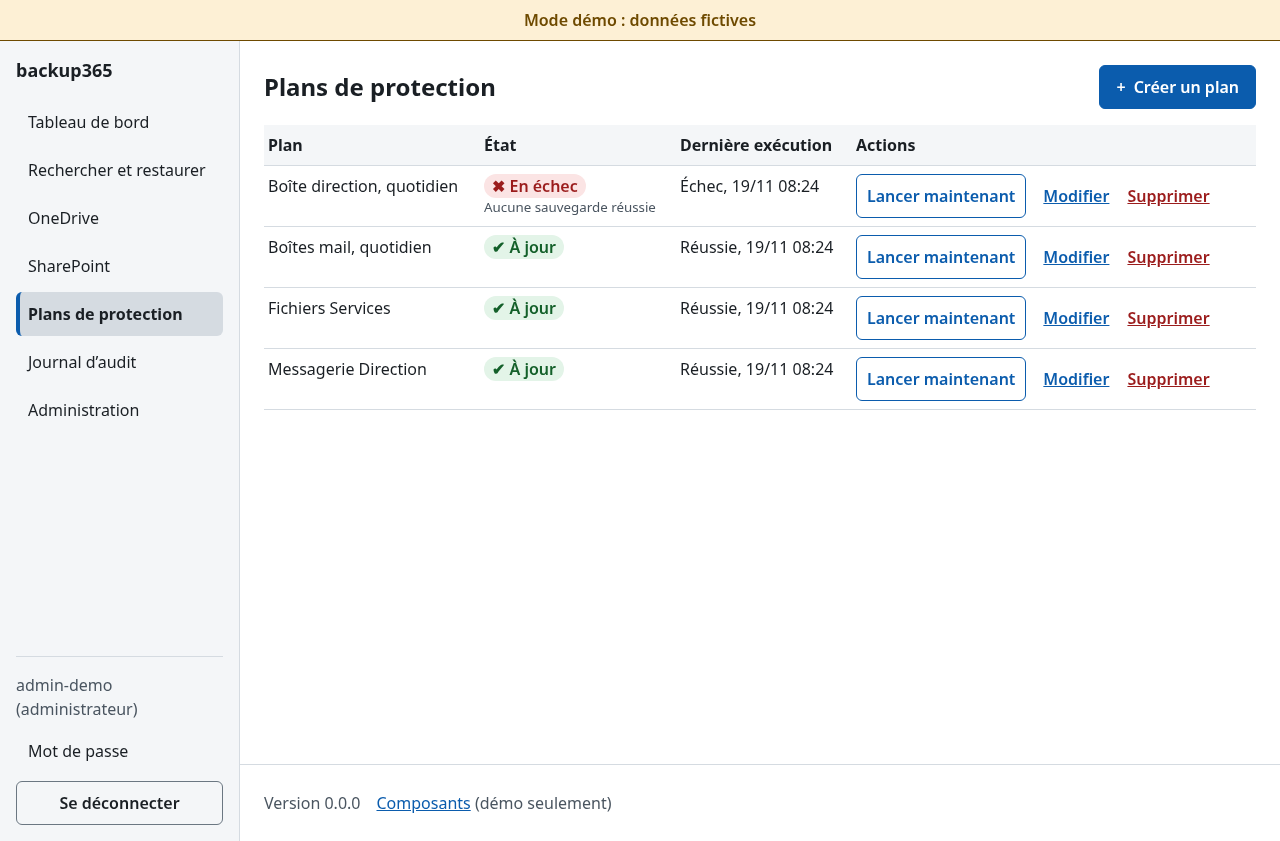 Mode démo : données fictives
backup365
Tableau de bord
Rechercher et restaurer
OneDrive
SharePoint
Plans de protection
Journal d’audit
Administration
admin-demo
(administrateur)
Mot de passe
Se déconnecter
Plans de protection
+ Créer un plan
Plan État Dernière exécution Actions
Boîte direction, quotidien ✖ En échec Échec, 19/11 08:24 Lancer maintenant Modifier Supprimer
Aucune sauvegarde réussie
Boîtes mail, quotidien ✔ À jour Réussie, 19/11 08:24 Lancer maintenant Modifier Supprimer
Fichiers Services ✔ À jour Réussie, 19/11 08:24 Lancer maintenant Modifier Supprimer
Messagerie Direction ✔ À jour Réussie, 19/11 08:24 Lancer maintenant Modifier Supprimer
Version 0.0.0 Composants (démo seulement)